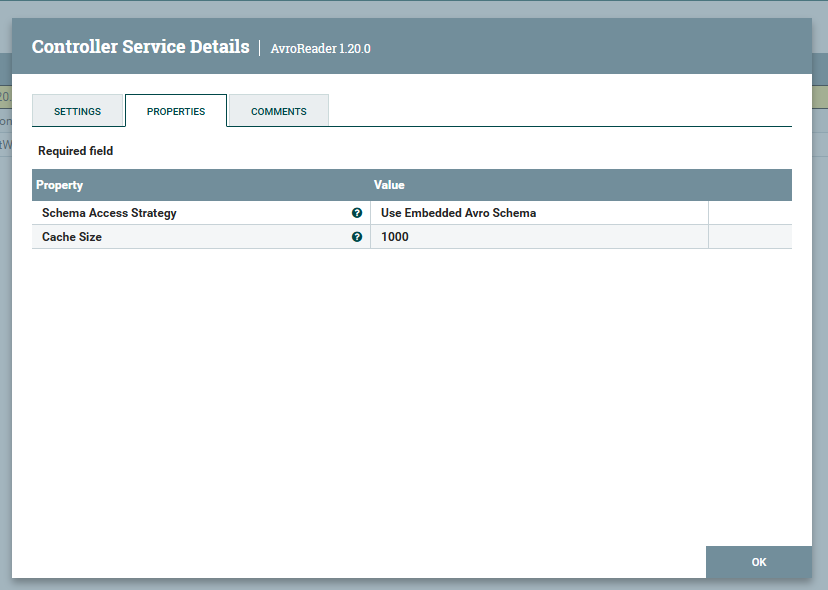 Controller Service Details | AvroReader 1.20.0
SETTINGS PROPERTIES COMMENTS
Required field
Property Value
Schema Access Strategy Use Embedded Avro Schema
Cache Size 1000
OK